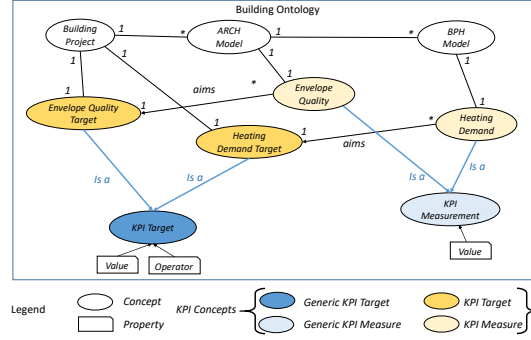 Building Ontology
Building
Project
1
*
ARCH
Model
1
*
BPH
Model
1
1
1
1
1
*
aims
Envelope
Quality
1
1
Envelope Quality
Target
1
1
Heating
Demand Target
1
*
aims
Heating
Demand
Is a
Is a
Is a
Is a
KPI Target
KPI
Measurement
Value
Operator
Value
Legend
Concept
Property
KPI Concepts
Generic KPI Target
Generic KPI Measure
KPI Target
KPI Measure